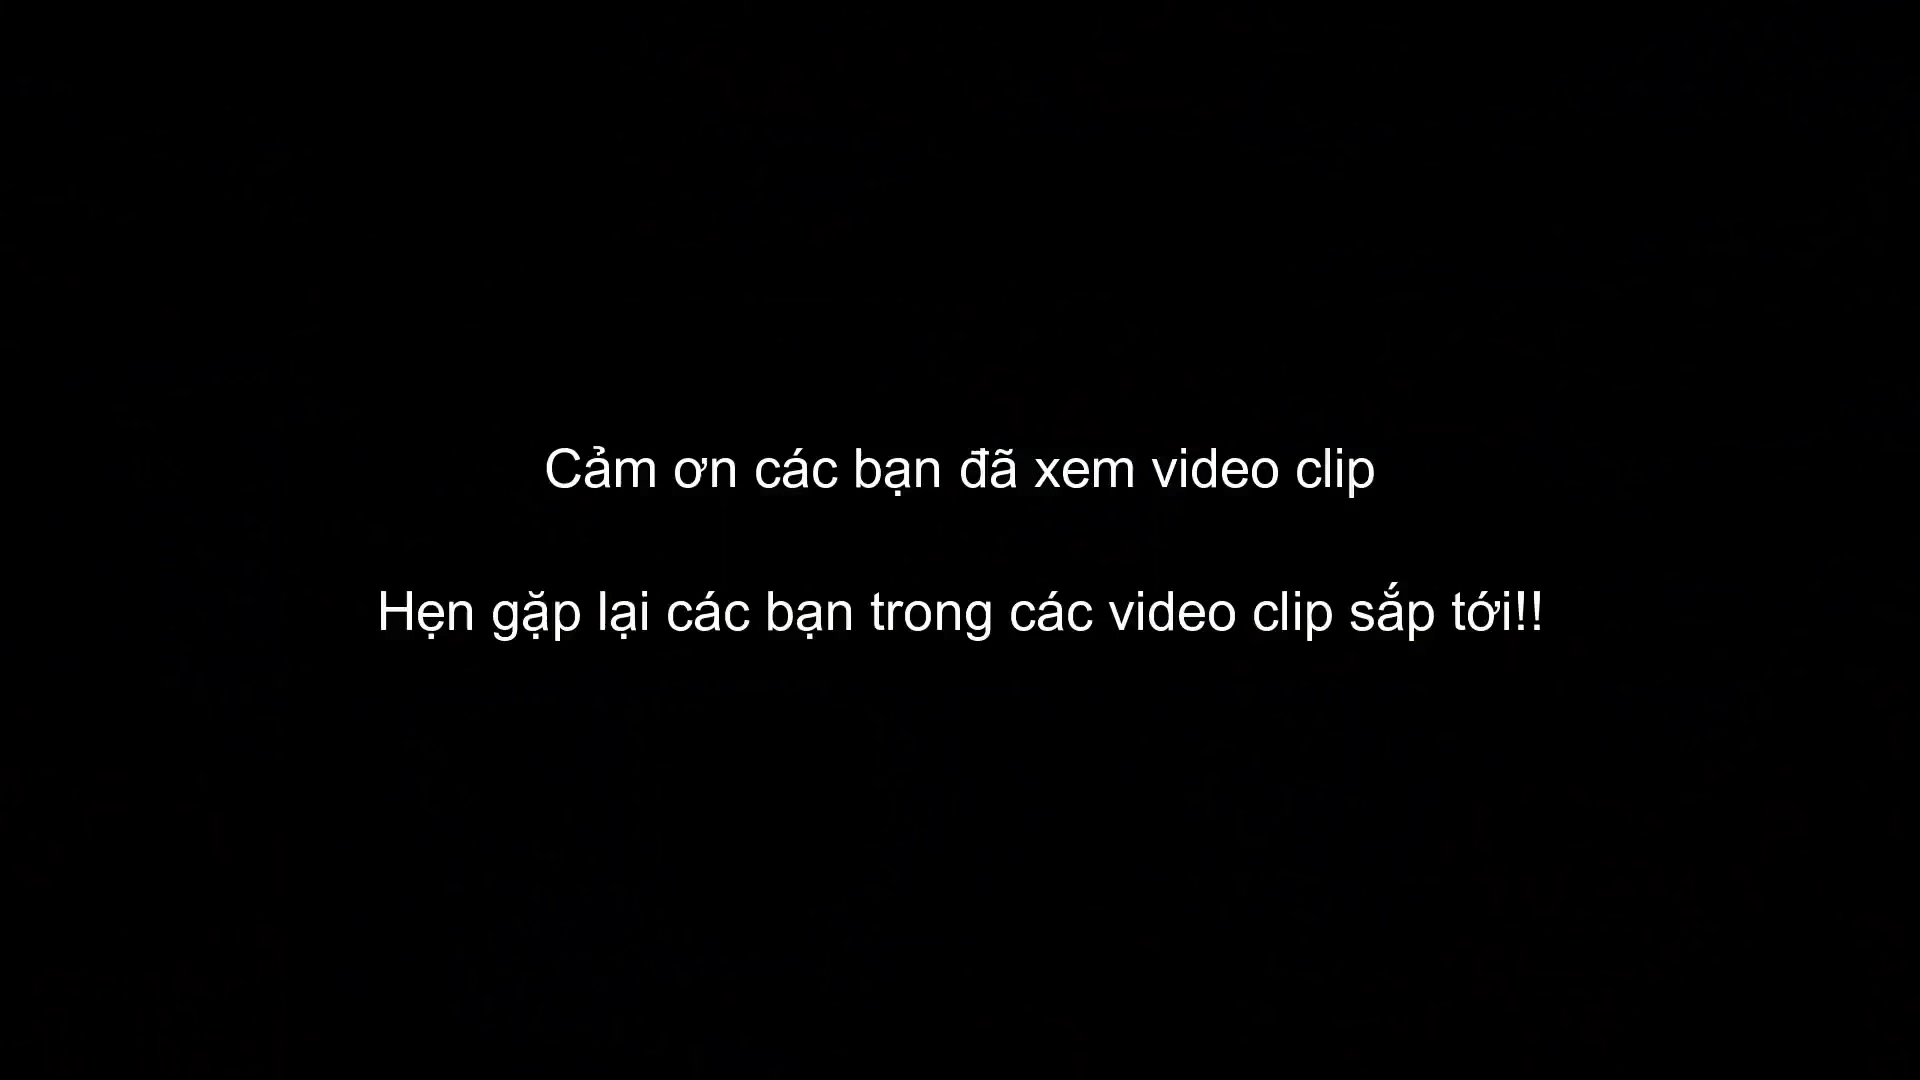 Cảm ơn các bạn đã xem video clip
Hẹn gặp lại các bạn trong các video clip sắp tới!!